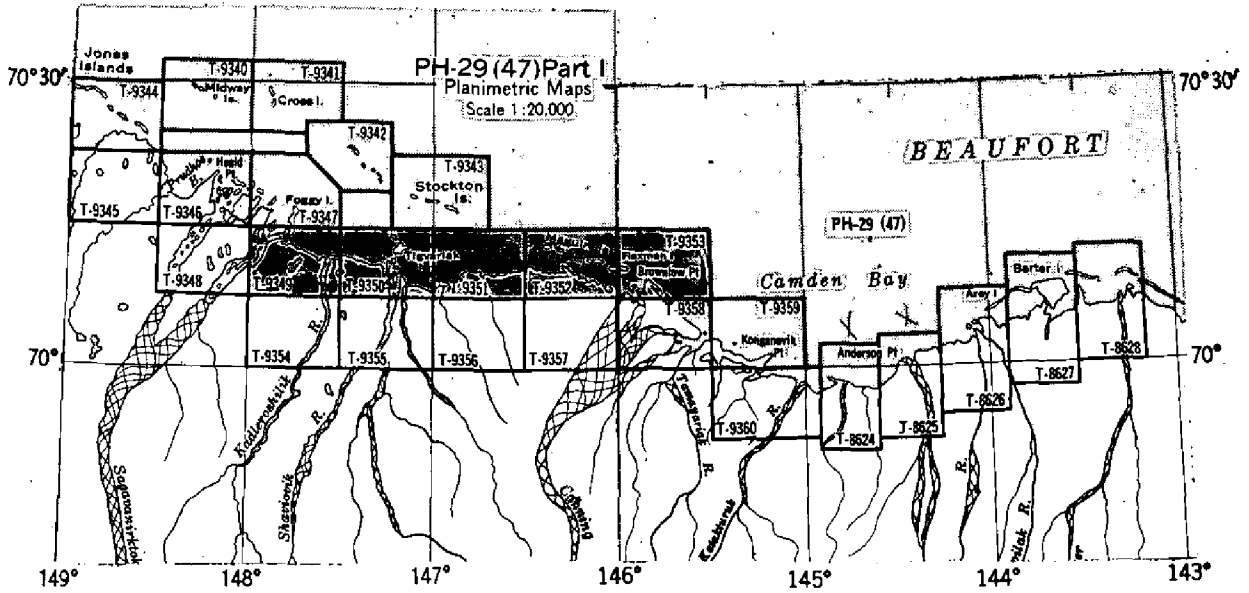 Jones
Islands
70° 30'
T-9340
T-9341
PH-29 (47) Part I
Planimetric Maps
Scale 1:20,000
70° 30'
T-9344
Midway
Is.
Cross I.
T-9342
BEAUFORT
T-9343
Stockton
Is.
Prudhoe
B.
Heald
Pt.
Foggy I.
T-9345
T-9346
T-9347
PH-29 (47)
T-9353
Brownlow Pt
Camden Bay
Barter I
T-9348
T-9349
T-9350
T-9351
T-9352
T-9358
T-9359
Arey I
R.
Konganevik
Pt
Anderson Pt
70°
T-9354
T-9355
T-9356
T-9357
70°
T-8628
T-8627
T-8626
T-9360
T-8624
T-8625
Kadleroshilik
R.
Tamayariak
R.
R.
R.
R.
Shaviovik
Canning
149°
148°
147°
146°
145°
144°
143°